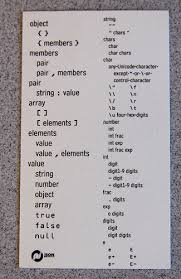 object
{ }
{ members }
members
pair
pair , members
pair
string : value
array
[ ]
[ elements ]
elements
value
value , elements
value
string
number
object
array
true
false
null
JSON
string
" "
" chars "
chars
char
char chars
char
any-Unicode-character-
except-"-or-\-or-
control-character
\"
\\
\/
\b
\f
\n
\r
\t
\u four-hex-digits
number
int
int frac
int exp
int frac exp
int
digit
digit1-9 digits
- digit
- digit1-9 digits
frac
. digits
exp
e digits
digits
digit
digit digits
e
e E
e+ E+
e- E-